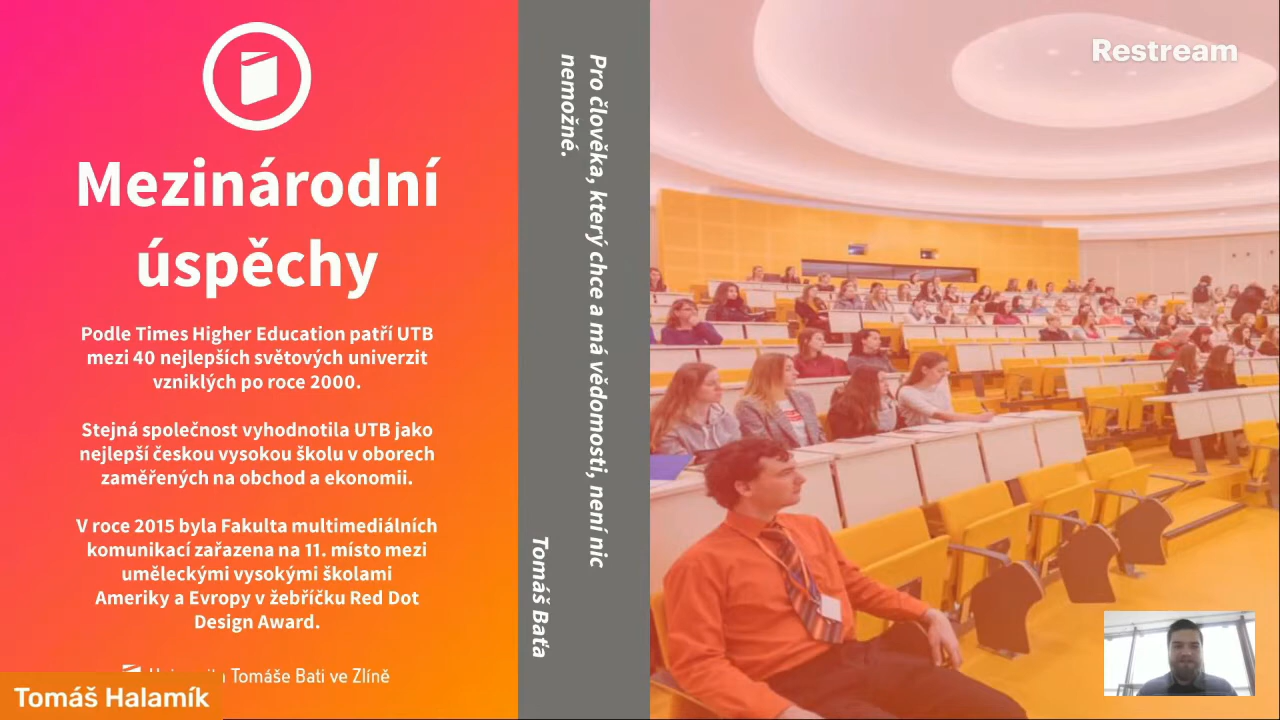 Mezinárodní
úspěchy
Podle Times Higher Education patří UTB
mezi 40 nejlepších světových univerzit
vzniklých po roce 2000.
Stejná společnost vyhodnotila UTB jako
nejlepší českou vysokou školu v oborech
zaměřených na obchod a ekonomii.
V roce 2015 byla Fakulta multimediálních
komunikací zařazena na 11. místo mezi
uměleckými vysokými školami
Ameriky a Evropy v žebříčku Red Dot
Design Award.
Tomáše Bati ve Zlíně
Tomáš Halamík
Pro člověka, který chce a má vědomosti, není nic
nemožné.
Tomáš Baťa
Restream